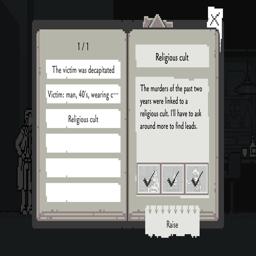 1 / 1
The victim was decapitated
Victim: man, 40's, wearing c...
Religious cult
Religious cult
The murders of the past
two years were linked to a
religious cult. I'll have to ask
around more to find leads.
Raise